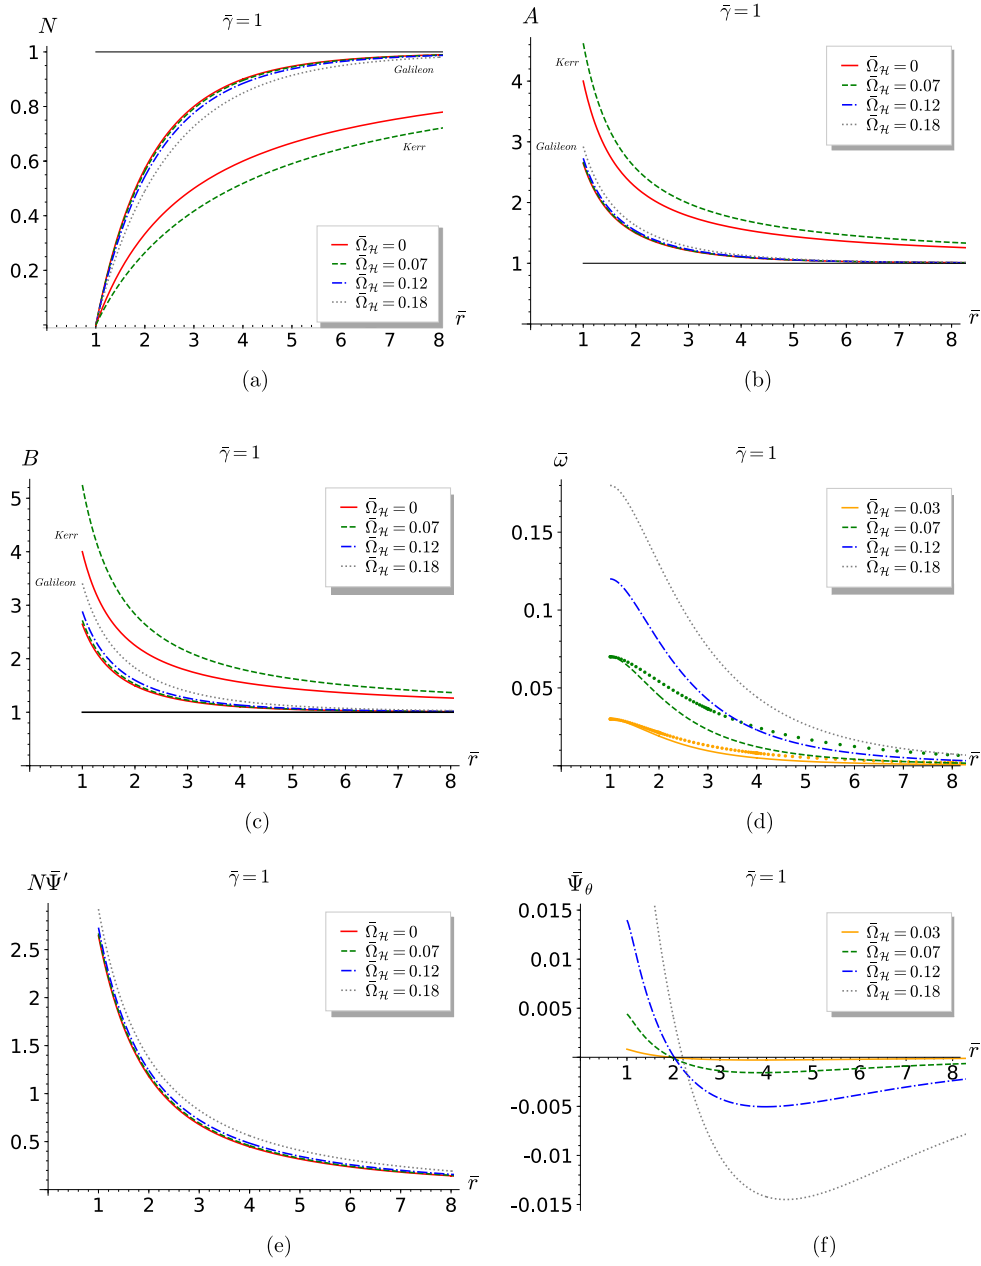 N
γ̄ = 1
1
0.8
0.6
0.4
0.2
Galileon
Kerr
Ω̄_H = 0
Ω̄_H = 0.07
Ω̄_H = 0.12
Ω̄_H = 0.18
1 2 3 4 5 6 7 8
r̄
(a)
A
γ̄ = 1
4
3
2
1
Kerr
Galileon
Ω̄_H = 0
Ω̄_H = 0.07
Ω̄_H = 0.12
Ω̄_H = 0.18
1 2 3 4 5 6 7 8
r̄
(b)
B
γ̄ = 1
5
4
3
2
1
Kerr
Galileon
Ω̄_H = 0
Ω̄_H = 0.07
Ω̄_H = 0.12
Ω̄_H = 0.18
1 2 3 4 5 6 7 8
r̄
(c)
ω̄
γ̄ = 1
0.15
0.1
0.05
Ω̄_H = 0.03
Ω̄_H = 0.07
Ω̄_H = 0.12
Ω̄_H = 0.18
1 2 3 4 5 6 7 8
r̄
(d)
NΨ̄′
γ̄ = 1
2.5
2
1.5
1
0.5
Ω̄_H = 0
Ω̄_H = 0.07
Ω̄_H = 0.12
Ω̄_H = 0.18
1 2 3 4 5 6 7 8
r̄
(e)
Ψ̄_θ
γ̄ = 1
0.015
0.01
0.005
-0.005
-0.01
-0.015
Ω̄_H = 0.03
Ω̄_H = 0.07
Ω̄_H = 0.12
Ω̄_H = 0.18
1 2 3 4 5 6 7 8
r̄
(f)